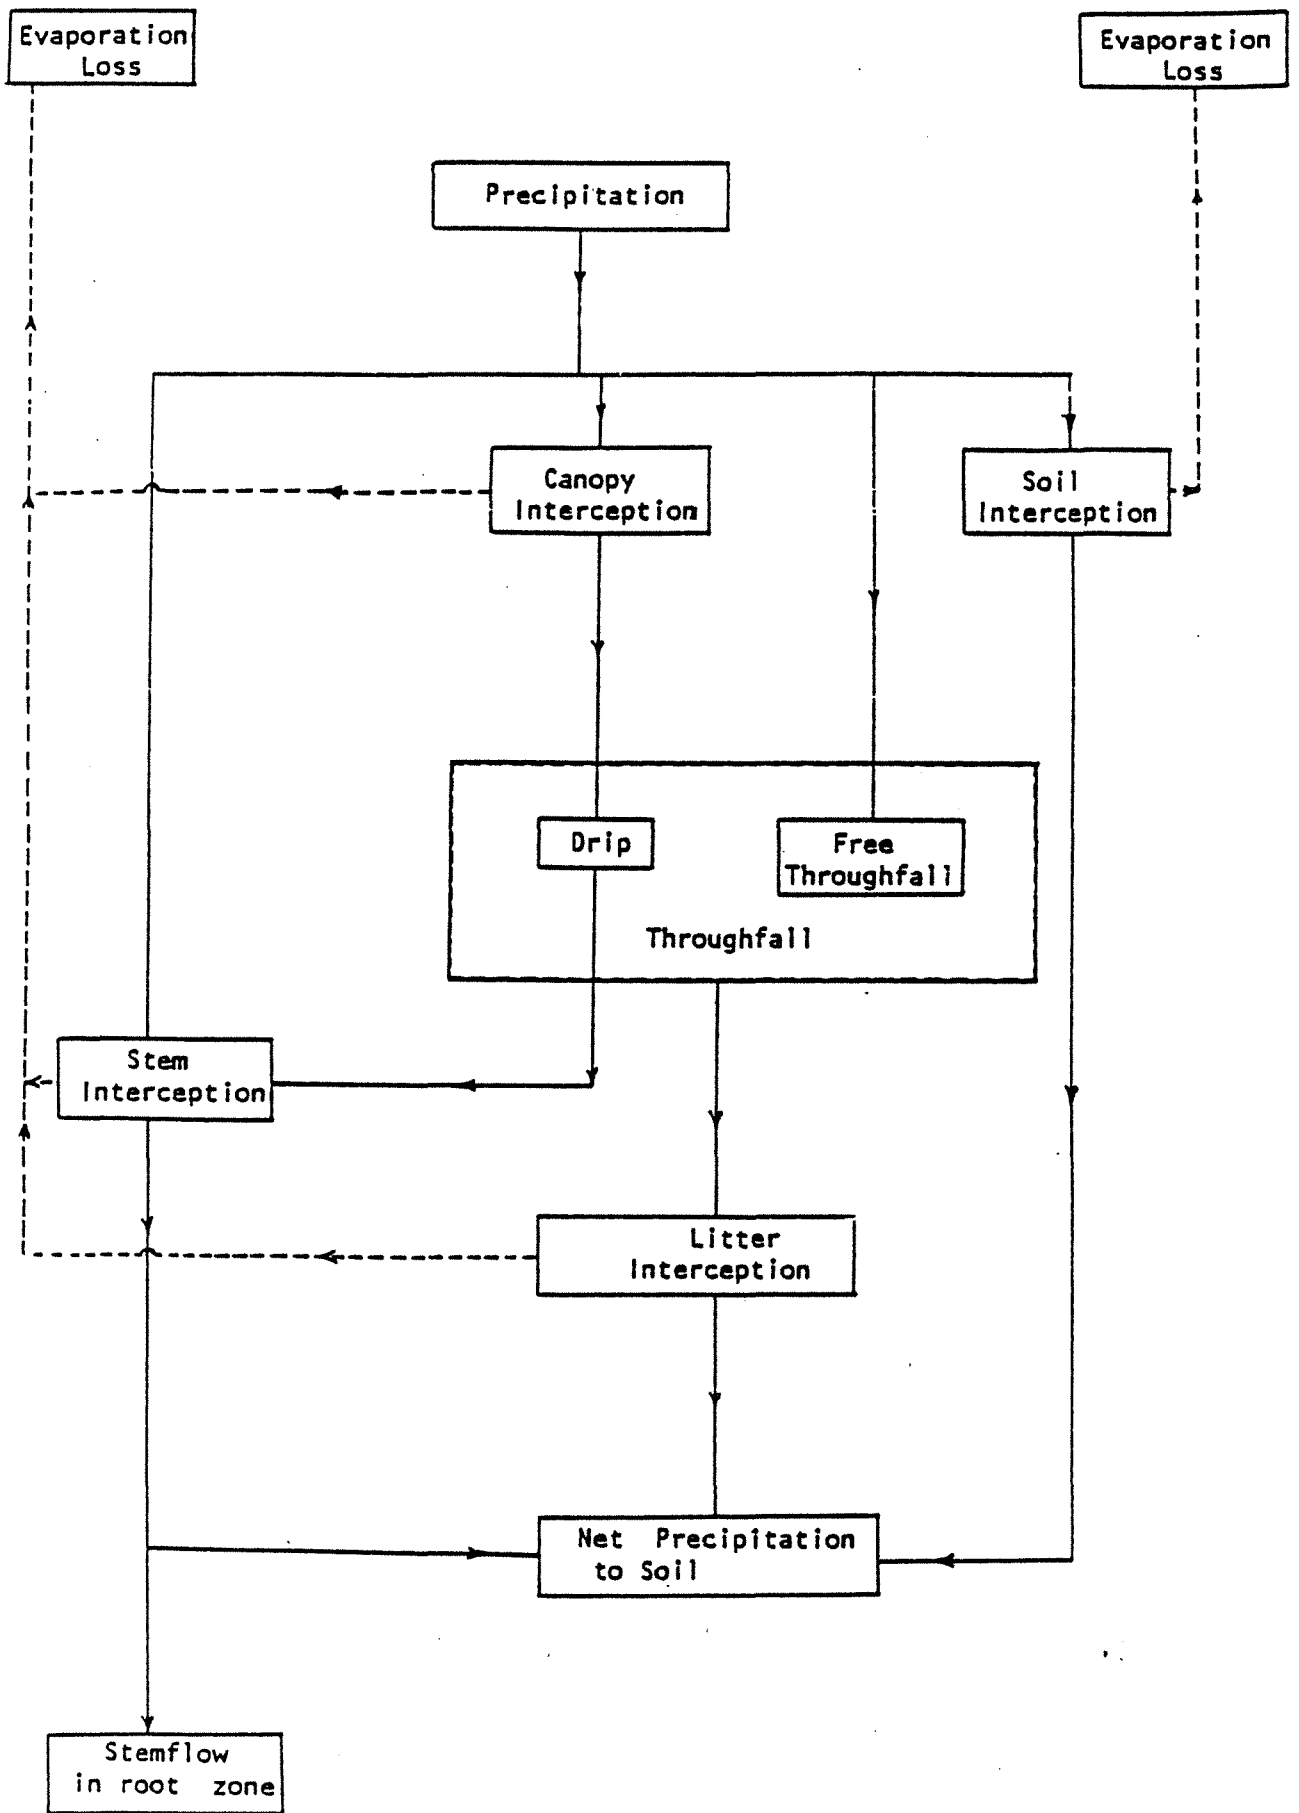 Evaporation
Loss
Evaporation
Loss
Precipitation
Canopy
Interception
Soil
Interception
Drip
Free
Throughfall
Throughfall
Stem
Interception
Litter
Interception
Net Precipitation
to Soil
Stemflow
in root zone